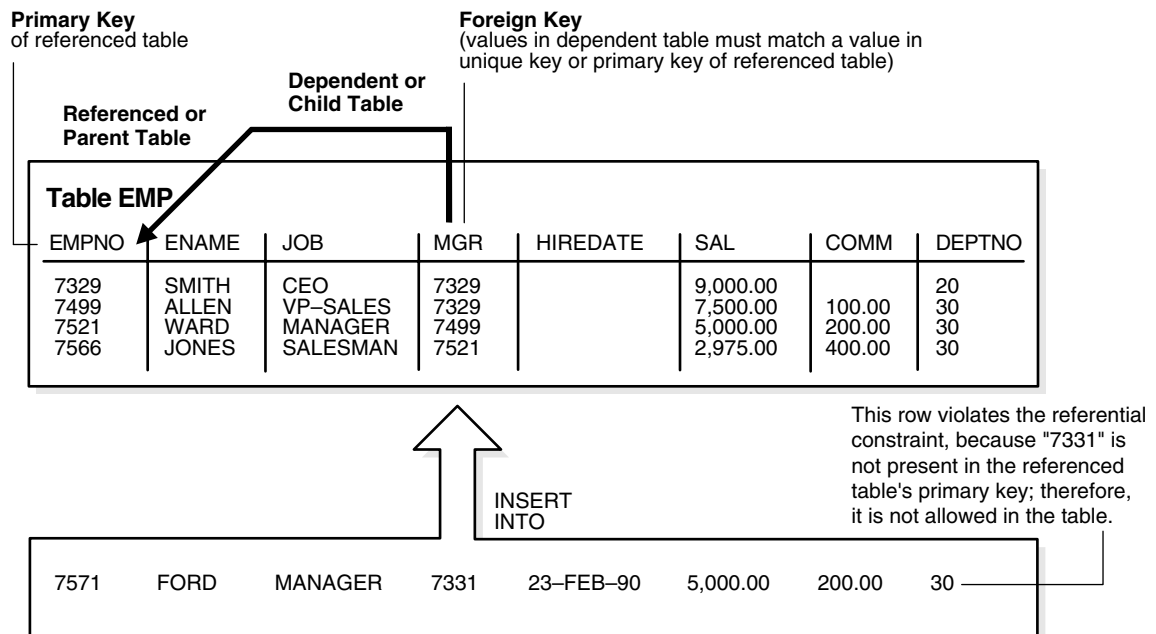 Primary Key
of referenced table
Foreign Key
(values in dependent table must match a value in
unique key or primary key of referenced table)
Dependent or
Child Table
Referenced or
Parent Table
Table EMP
EMPNO ENAME JOB MGR HIREDATE SAL COMM DEPTNO
7329 SMITH CEO 7329 9,000.00 20
7499 ALLEN VP–SALES 7329 7,500.00 100.00 30
7521 WARD MANAGER 7499 5,000.00 200.00 30
7566 JONES SALESMAN 7521 2,975.00 400.00 30
This row violates the referential
constraint, because "7331" is
not present in the referenced
table's primary key; therefore,
it is not allowed in the table.
INSERT
INTO
7571 FORD MANAGER 7331 23–FEB–90 5,000.00 200.00 30